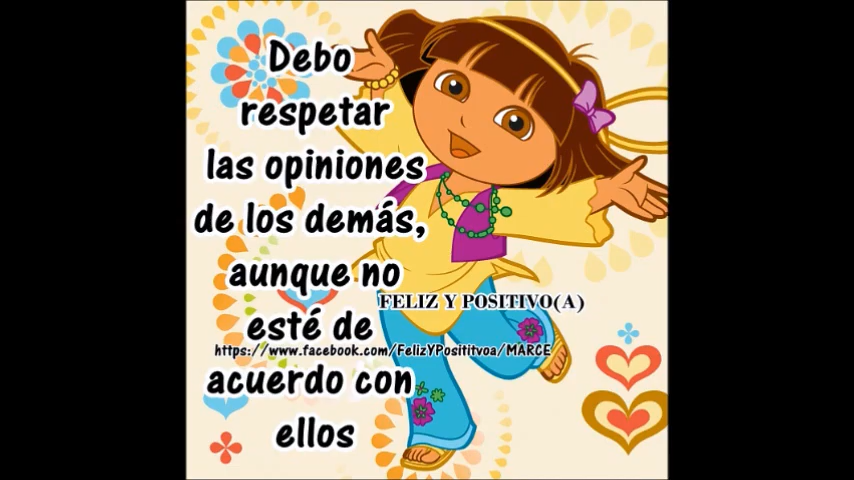 Debo
respetar
las opiniones
de los demás,
aunque no
FELIZ Y POSITIVO(A)
esté de
https://www.facebook.com/FelizYPosititvoa/MARCE
acuerdo con
ellos